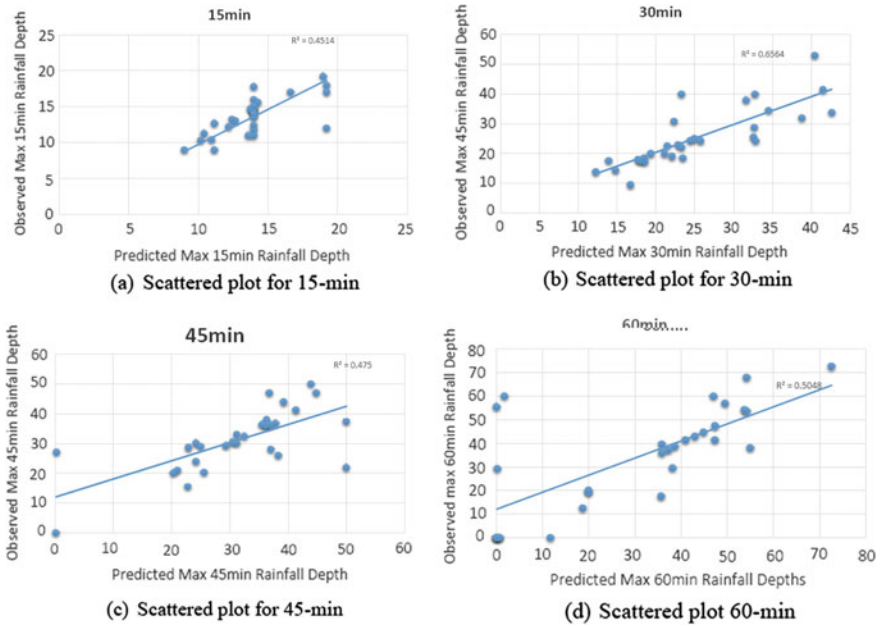 15min
R² = 0.4514
Observed Max 15min Rainfall Depth
25
20
15
10
5
0
0 5 10 15 20 25
Predicted Max 15min Rainfall Depth
(a) Scattered plot for 15-min
30min
R² = 0.6564
Observed Max 45min Rainfall Depth
60
50
40
30
20
10
0
0 5 10 15 20 25 30 35 40 45
Predicted Max 30min Rainfall Depth
(b) Scattered plot for 30-min
45min
R² = 0.475
Observed Max 45min Rainfall Depth
60
50
40
30
20
10
0
0 10 20 30 40 50 60
Predicted Max 45min Rainfall Depth
(c) Scattered plot for 45-min
60min
R² = 0.5048
Observed max 60min Rainfall Depth
80
70
60
50
40
30
20
10
0
0 10 20 30 40 50 60 70 80
Predicted Max 60min Rainfall Depths
(d) Scattered plot 60-min